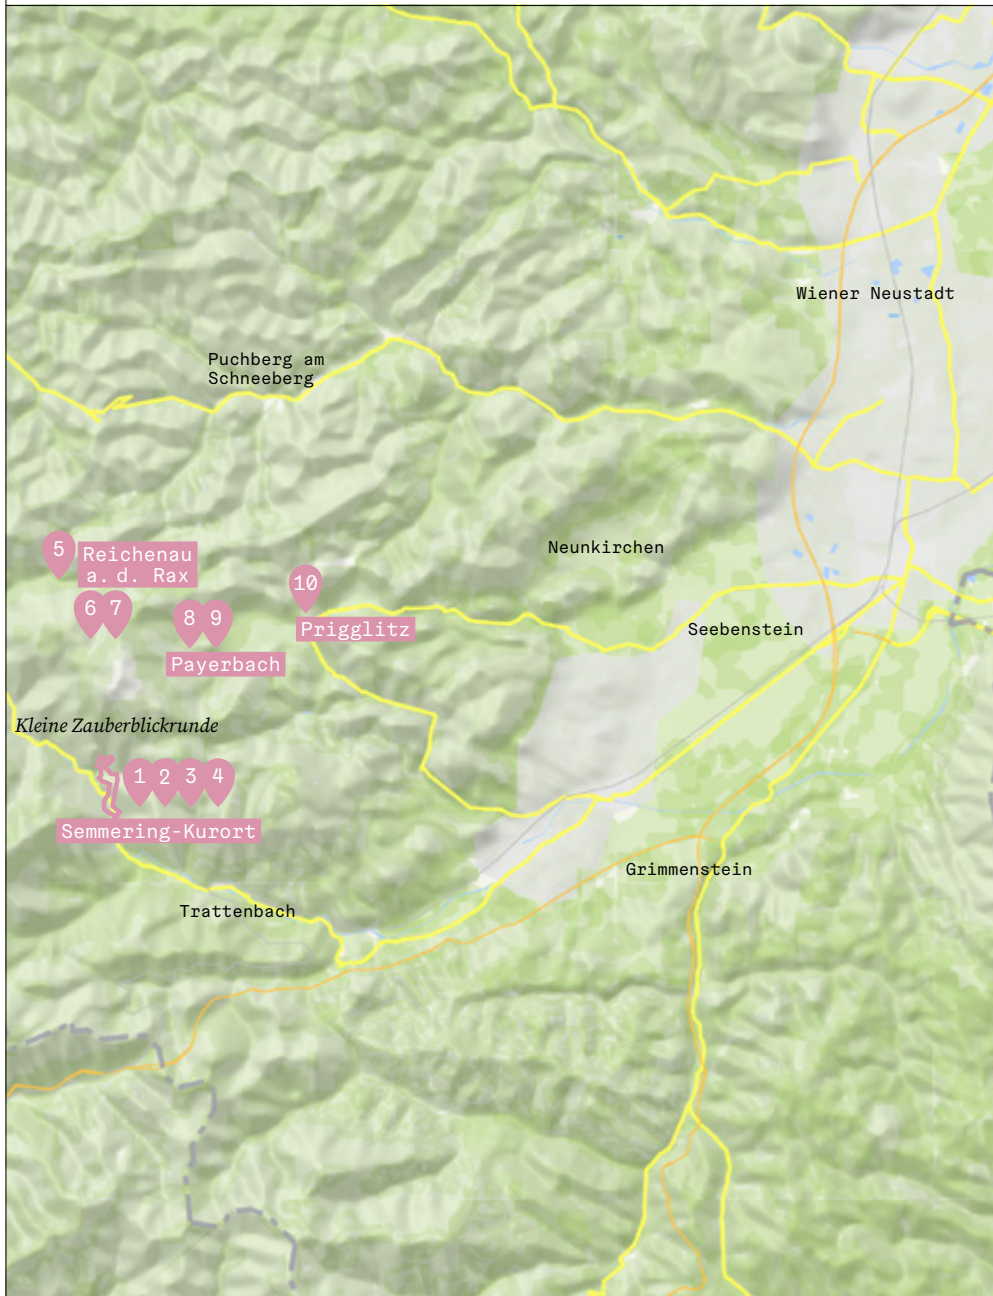 Wiener Neustadt
Puchberg am
Schneeberg
5
Reichenau
a. d. Rax
Neunkirchen
10
6
7
8
9
Prigglitz
Seebenstein
Payerbach
Kleine Zauberblickrunde
1
2
3
4
Semmering-Kurort
Grimmenstein
Trattenbach